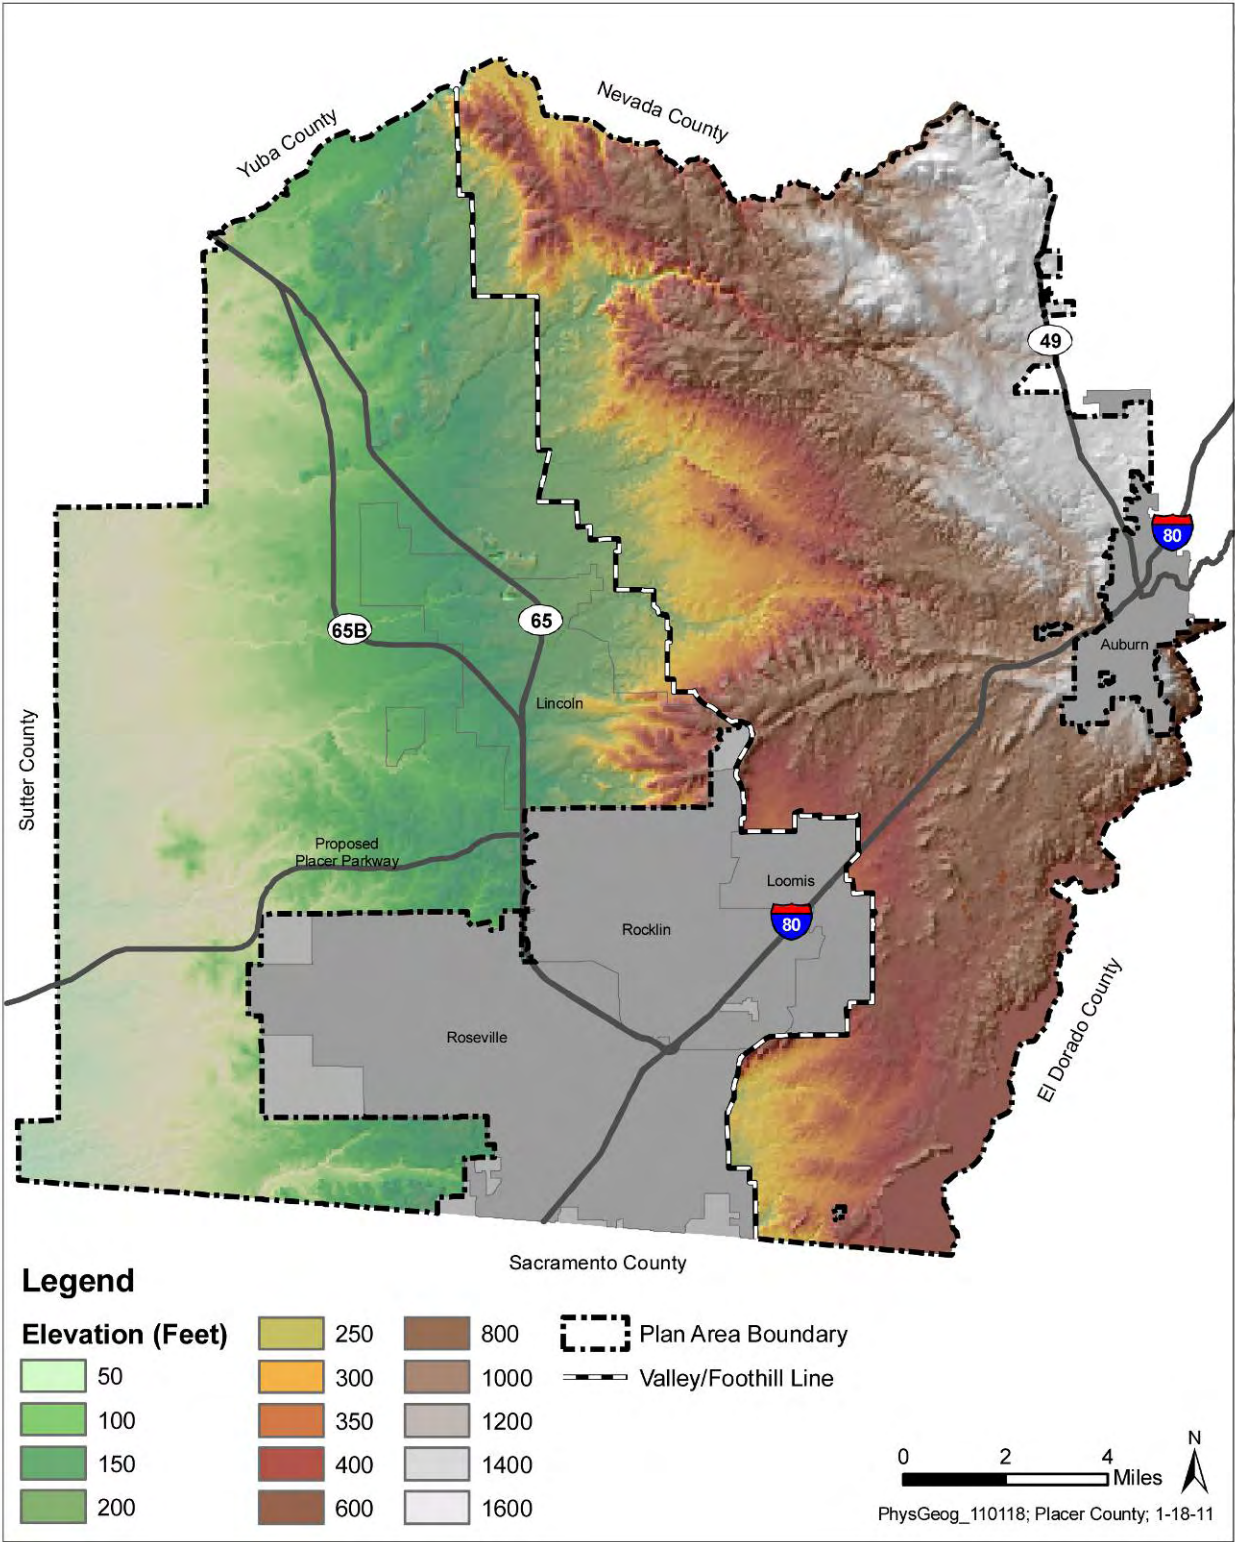 Nevada County
Yuba County
49
80
65B
65
Auburn
Lincoln
Sutter County
Proposed
Placer Parkway
Loomis
80
Rocklin
Roseville
El Dorado County
Sacramento County
Legend
Elevation (Feet)
50
100
150
200
250
300
350
400
600
800
1000
1200
1400
1600
Plan Area Boundary
Valley/Foothill Line
N
0 2 4
Miles
PhysGeog_110118; Placer County; 1-18-11